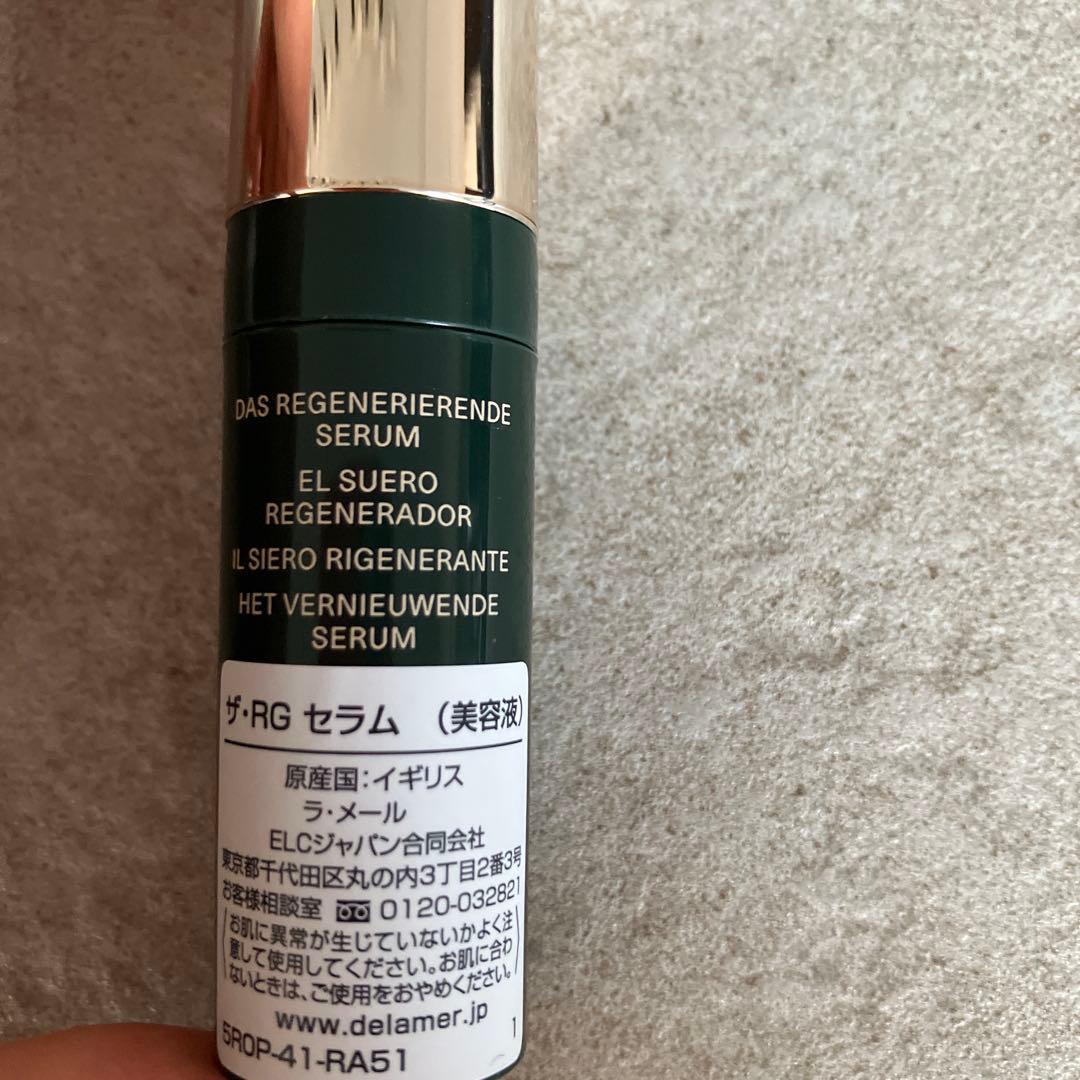 DAS REGENERIERENDE
SERUM
EL SUERO
REGENERADOR
IL SIERO RIGENERANTE
HET VERNIEUWENDE
SERUM
ザ・RG セラム （美容液）
原産国：イギリス
ラ・メール
ELCジャパン合同会社
東京都千代田区丸の内3丁目2番3号
お客様相談室 0120-032821
(お肌に異常が生じていないかよく注
意して使用してください。お肌に合わ
ないときは、ご使用をおやめください。)
www.delamer.jp
5R0P-41-RA51 1